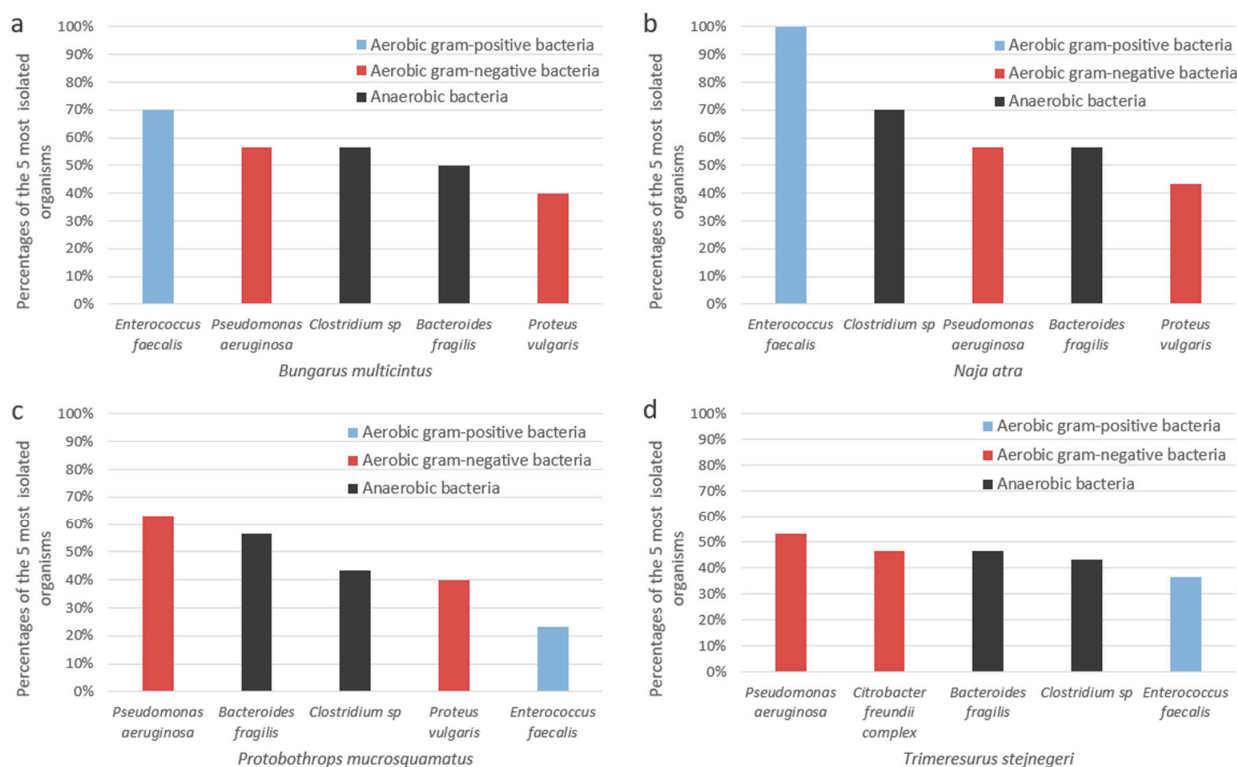 a
Percentages of the 5 most isolated
organisms
100%
90%
80%
70%
60%
50%
40%
30%
20%
10%
0%
Aerobic gram-positive bacteria
Aerobic gram-negative bacteria
Anaerobic bacteria
Enterococcus Pseudomonas Clostridium sp Bacteroides Proteus
faecalis aeruginosa fragilis vulgaris
Bungarus multicintus
b
Percentages of the 5 most isolated
organisms
100%
90%
80%
70%
60%
50%
40%
30%
20%
10%
0%
Aerobic gram-positive bacteria
Aerobic gram-negative bacteria
Anaerobic bacteria
Enterococcus Clostridium sp Pseudomonas Bacteroides Proteus
faecalis aeruginosa fragilis vulgaris
Naja atra
c
Percentages of the 5 most isolated
organisms
100%
90%
80%
70%
60%
50%
40%
30%
20%
10%
0%
Aerobic gram-positive bacteria
Aerobic gram-negative bacteria
Anaerobic bacteria
Pseudomonas Bacteroides Clostridium sp Proteus Enterococcus
aeruginosa fragilis vulgaris faecalis
Protobothrops mucrosquamatus
d
Percentages of the 5 most isolated
organisms
100%
90%
80%
70%
60%
50%
40%
30%
20%
10%
0%
Aerobic gram-positive bacteria
Aerobic gram-negative bacteria
Anaerobic bacteria
Pseudomonas Citrobacter Bacteroides Clostridium sp Enterococcus
aeruginosa freundii fragilis faecalis
complex
Trimeresurus stejnegeri